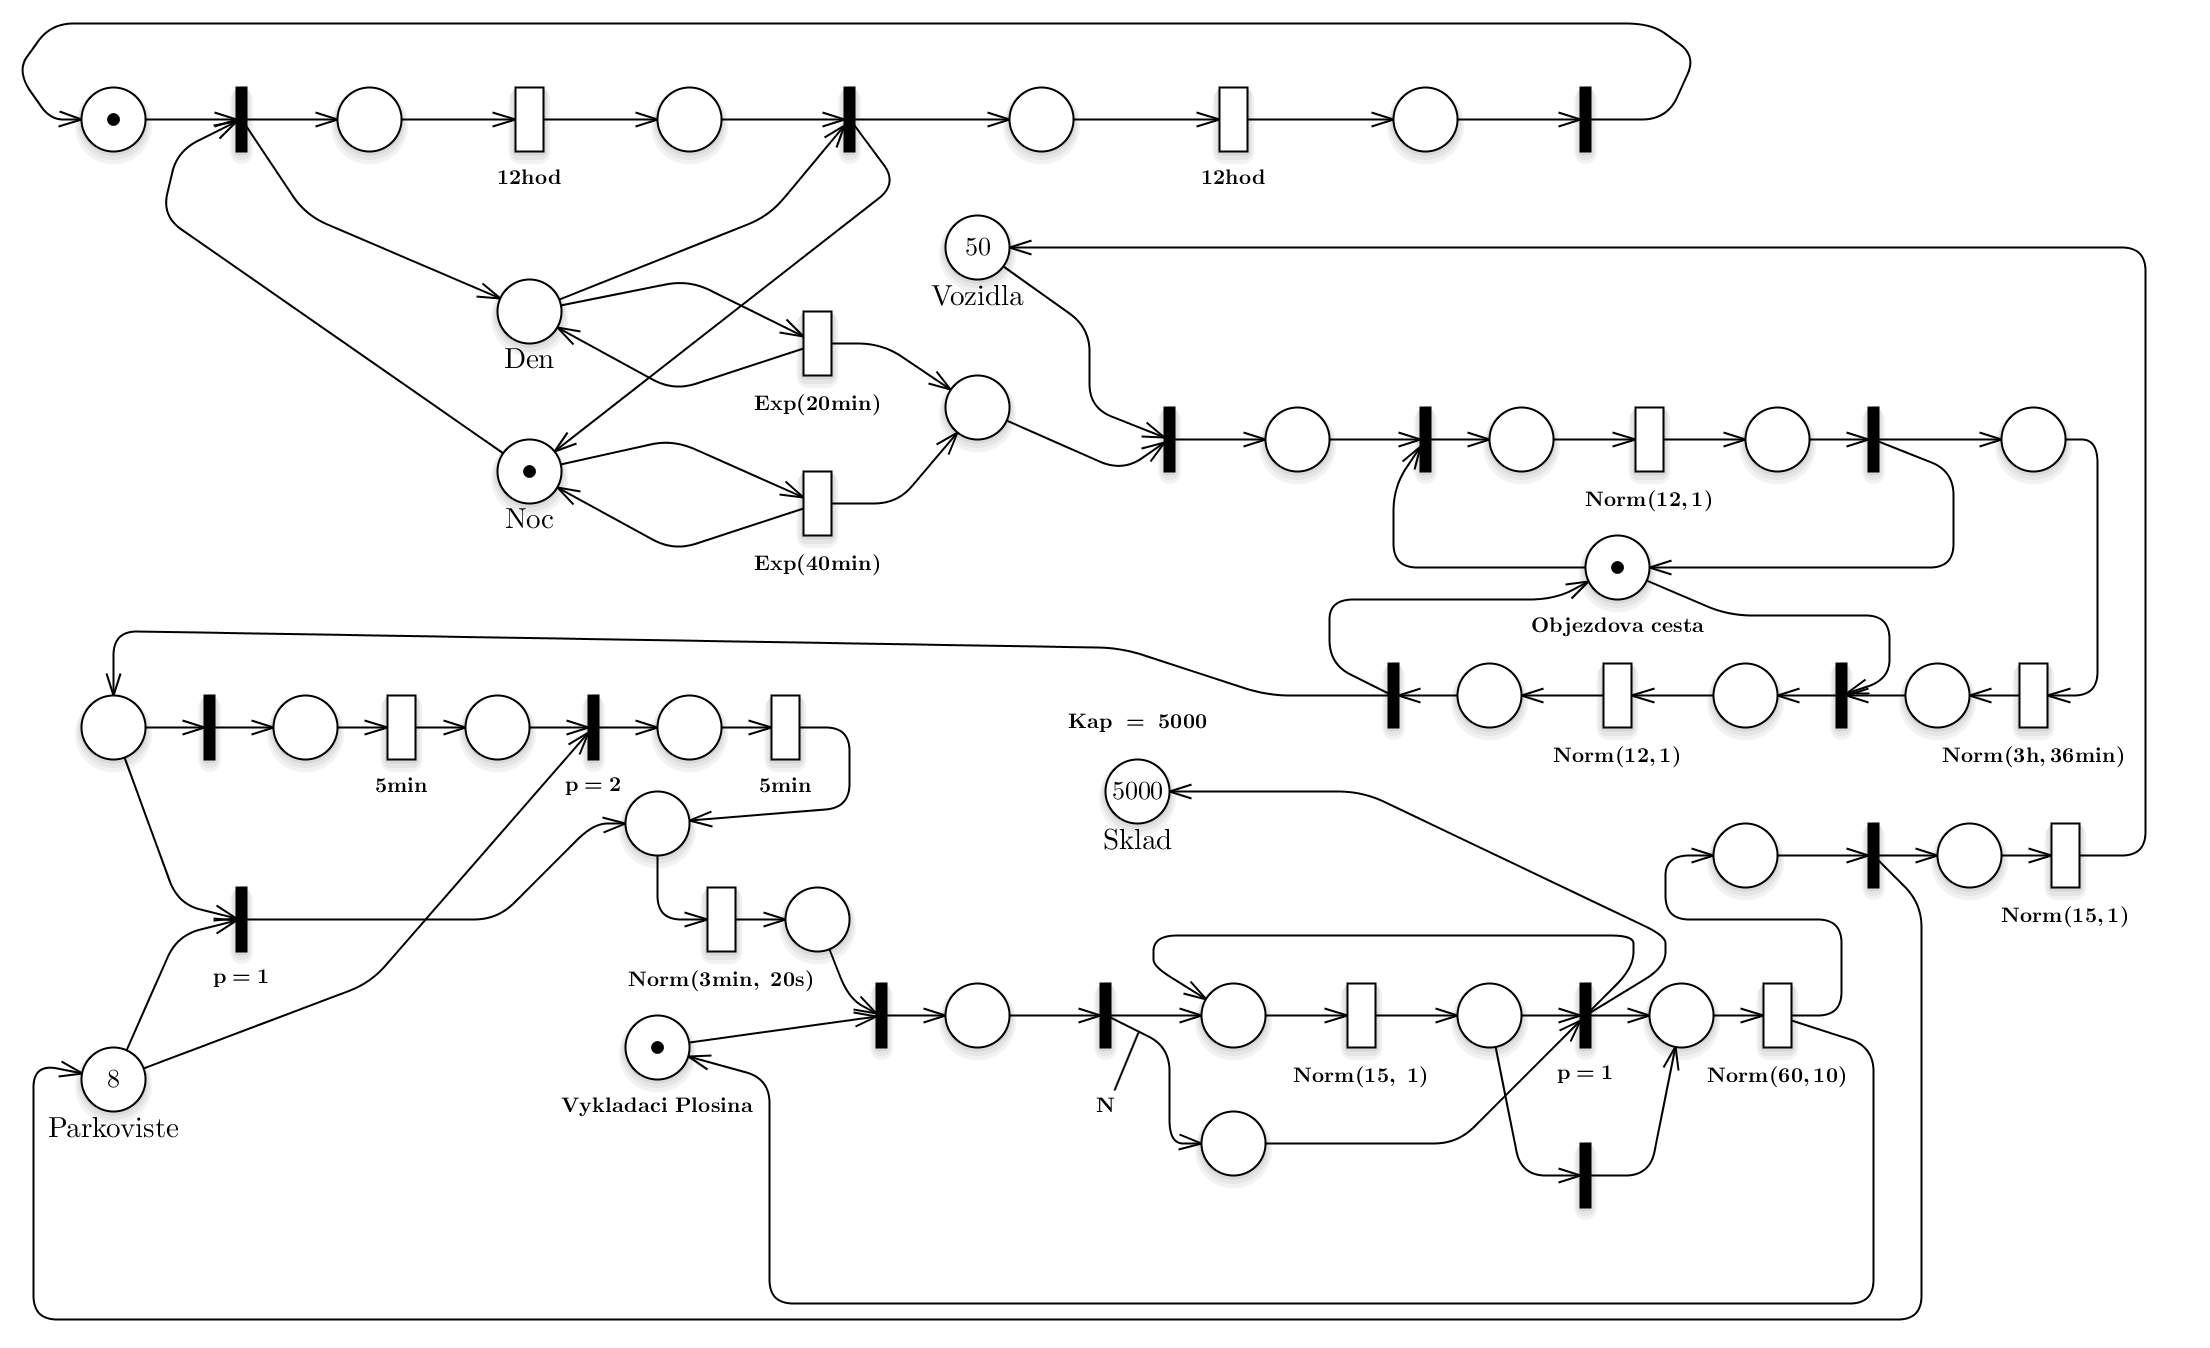 12hod
12hod
50
Vozidla
Den
Exp(20min)
Noc
Exp(40min)
Norm(12,1)
Objezdova cesta
Kap = 5000
Norm(12,1)
Norm(3h,36min)
5min
p = 2
5min
5000
Sklad
Norm(15,1)
p = 1
Norm(3min, 20s)
8
Parkoviste
Vykladaci Plosina
N
Norm(15, 1)
p = 1
Norm(60,10)